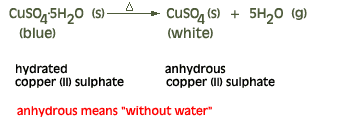 CuSO4·5H2O (s) Δ → CuSO4 (s) + 5H2O (g)
(blue) (white)
hydrated anhydrous
copper (II) sulphate copper (II) sulphate
anhydrous means "without water"